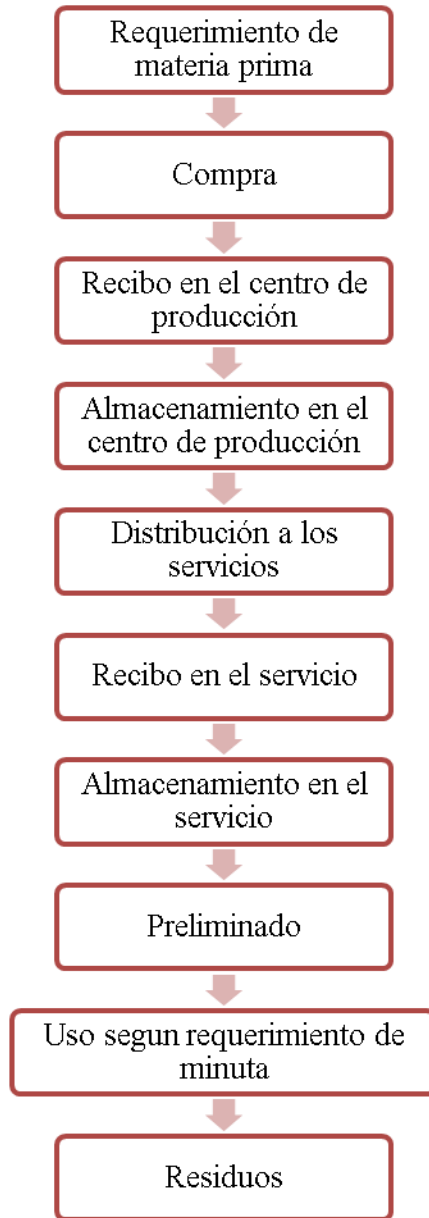 Requerimiento de
materia prima
Compra
Recibo en el centro de
producción
Almacenamiento en el
centro de producción
Distribución a los
servicios
Recibo en el servicio
Almacenamiento en el
servicio
Preliminado
Uso segun requerimiento de
minuta
Residuos